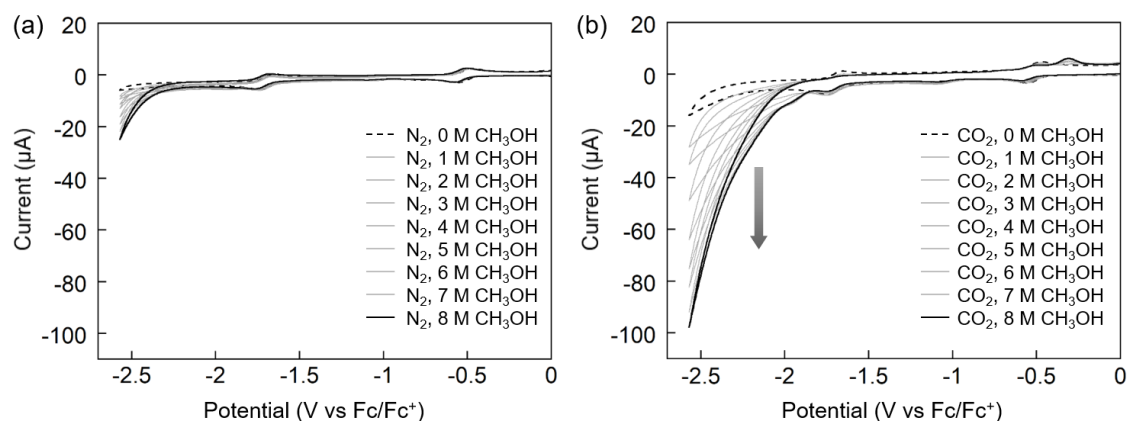 (a)
20
0
-20
-40
-60
-80
-100
Current (µA)
N₂, 0 M CH₃OH
N₂, 1 M CH₃OH
N₂, 2 M CH₃OH
N₂, 3 M CH₃OH
N₂, 4 M CH₃OH
N₂, 5 M CH₃OH
N₂, 6 M CH₃OH
N₂, 7 M CH₃OH
N₂, 8 M CH₃OH
-2.5 -2 -1.5 -1 -0.5 0
Potential (V vs Fc/Fc⁺)
(b)
20
0
-20
-40
-60
-80
-100
Current (µA)
CO₂, 0 M CH₃OH
CO₂, 1 M CH₃OH
CO₂, 2 M CH₃OH
CO₂, 3 M CH₃OH
CO₂, 4 M CH₃OH
CO₂, 5 M CH₃OH
CO₂, 6 M CH₃OH
CO₂, 7 M CH₃OH
CO₂, 8 M CH₃OH
-2.5 -2 -1.5 -1 -0.5 0
Potential (V vs Fc/Fc⁺)